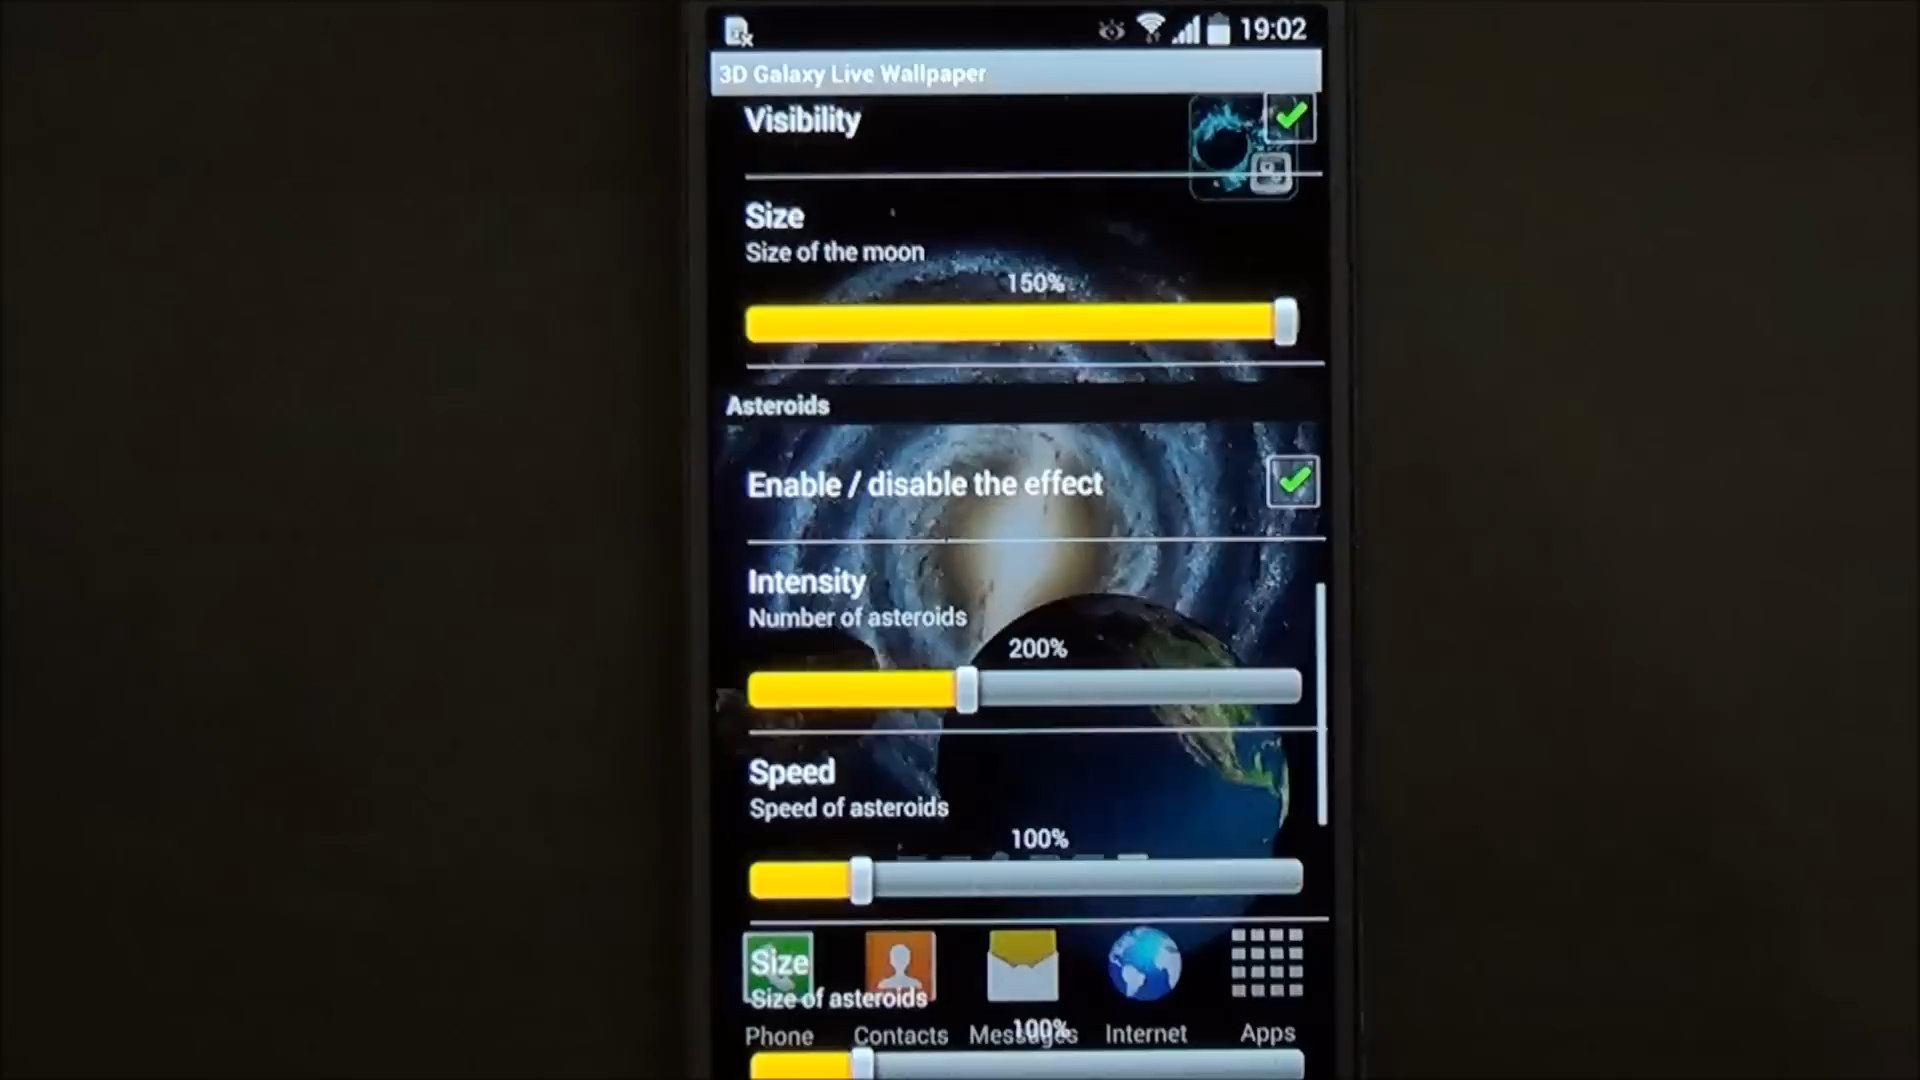 19:02
3D Galaxy Live Wallpaper
Visibility
Size
Size of the moon
150%
Asteroids
Enable / disable the effect
Intensity
Number of asteroids
200%
Speed
Speed of asteroids
100%
Size
Size of asteroids
100%
Phone Contacts Messages Internet Apps